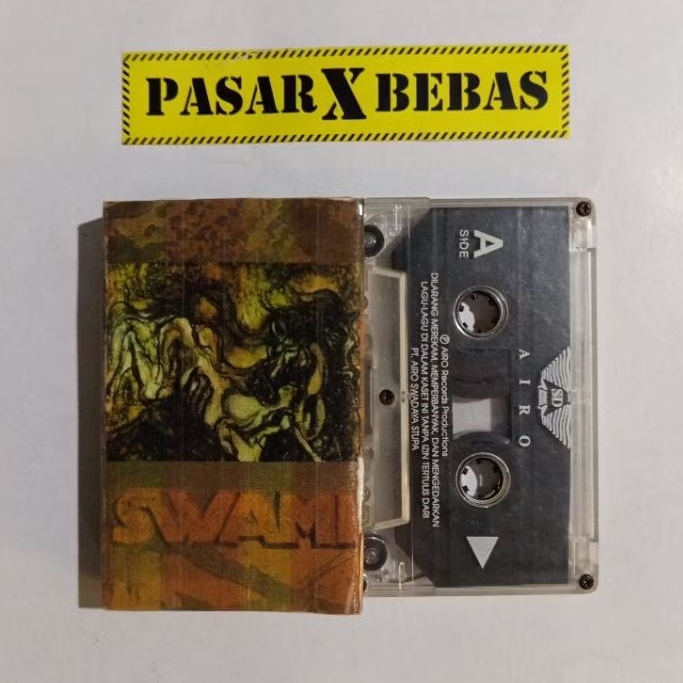 PASAR X BEBAS
SWAMI
A
SIDE
AIRO
SD
℗ AIRO Records Productions
DILARANG MEREKAM, MEMPERBANYAK, DAN MENGEDARKAN
LAGU-LAGU DI DALAM KASET INI TANPA IZIN TERTULIS DARI
PT. AIRO SWADAYA STUPA